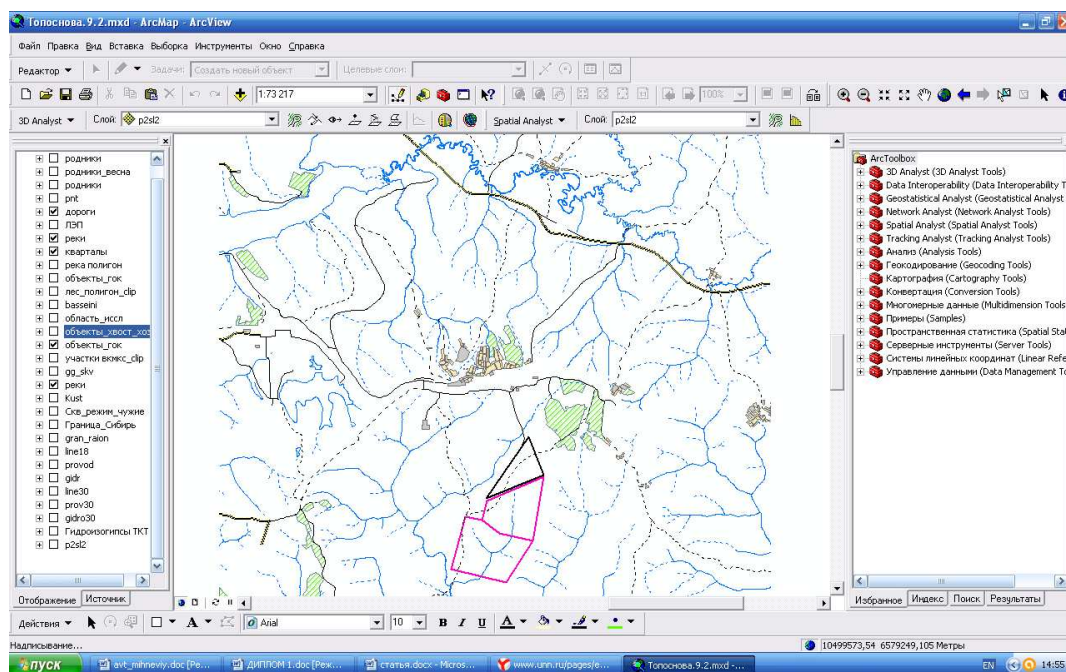 Топоснова.9.2.mxd - ArcMap - ArcView
Файл Правка Вид Вставка Выборка Инструменты Окно Справка
Редактор Задачи: Создать новый объект Целевые слои:
1:73 217 100%
3D Analyst Слой: p2sl2 Spatial Analyst Слой: p2sl2
родники
родники_весна
родники
pnt
дороги
ЛЭП
реки
кварталы
река полигон
объекты_гок
лес_полигон_clip
basseini
область_иссл
объекты_хвост_хоз
объекты_гок
участки вкмкс_clip
gg_skv
реки
Kust
Скв_режим_чужие
Граница_Сибирь
gran_raion
line18
provod
gidr
line30
prov30
gidro30
Гидроизогипсы ТКТ
p2sl2
Отображение Источник
ArcToolbox
3D Analyst (3D Analyst Tools)
Data Interoperability (Data Interoperability T
Geostatistical Analyst (Geostatistical Analyst
Network Analyst (Network Analyst Tools)
Spatial Analyst (Spatial Analyst Tools)
Tracking Analyst (Tracking Analyst Tools)
Анализ (Analysis Tools)
Геокодирование (Geocoding Tools)
Картография (Cartography Tools)
Конвертация (Conversion Tools)
Многомерные данные (Multidimension Tools
Примеры (Samples)
Пространственная статистика (Spatial Stat
Серверные инструменты (Server Tools)
Системы линейных координат (Linear Refe
Управление данными (Data Management To
Избранное Индекс Поиск Результаты
Действия A Arial 10 B I U A
Надписывание... 10499573,54 6579249,105 Метры
пуск avt_mihneviy.doc [Ре... ДИПЛОМ 1.doc [Реж... статья.docx - Micros... www.unn.ru/pages/e... Топоснова.9.2.mxd -... EN 14:55